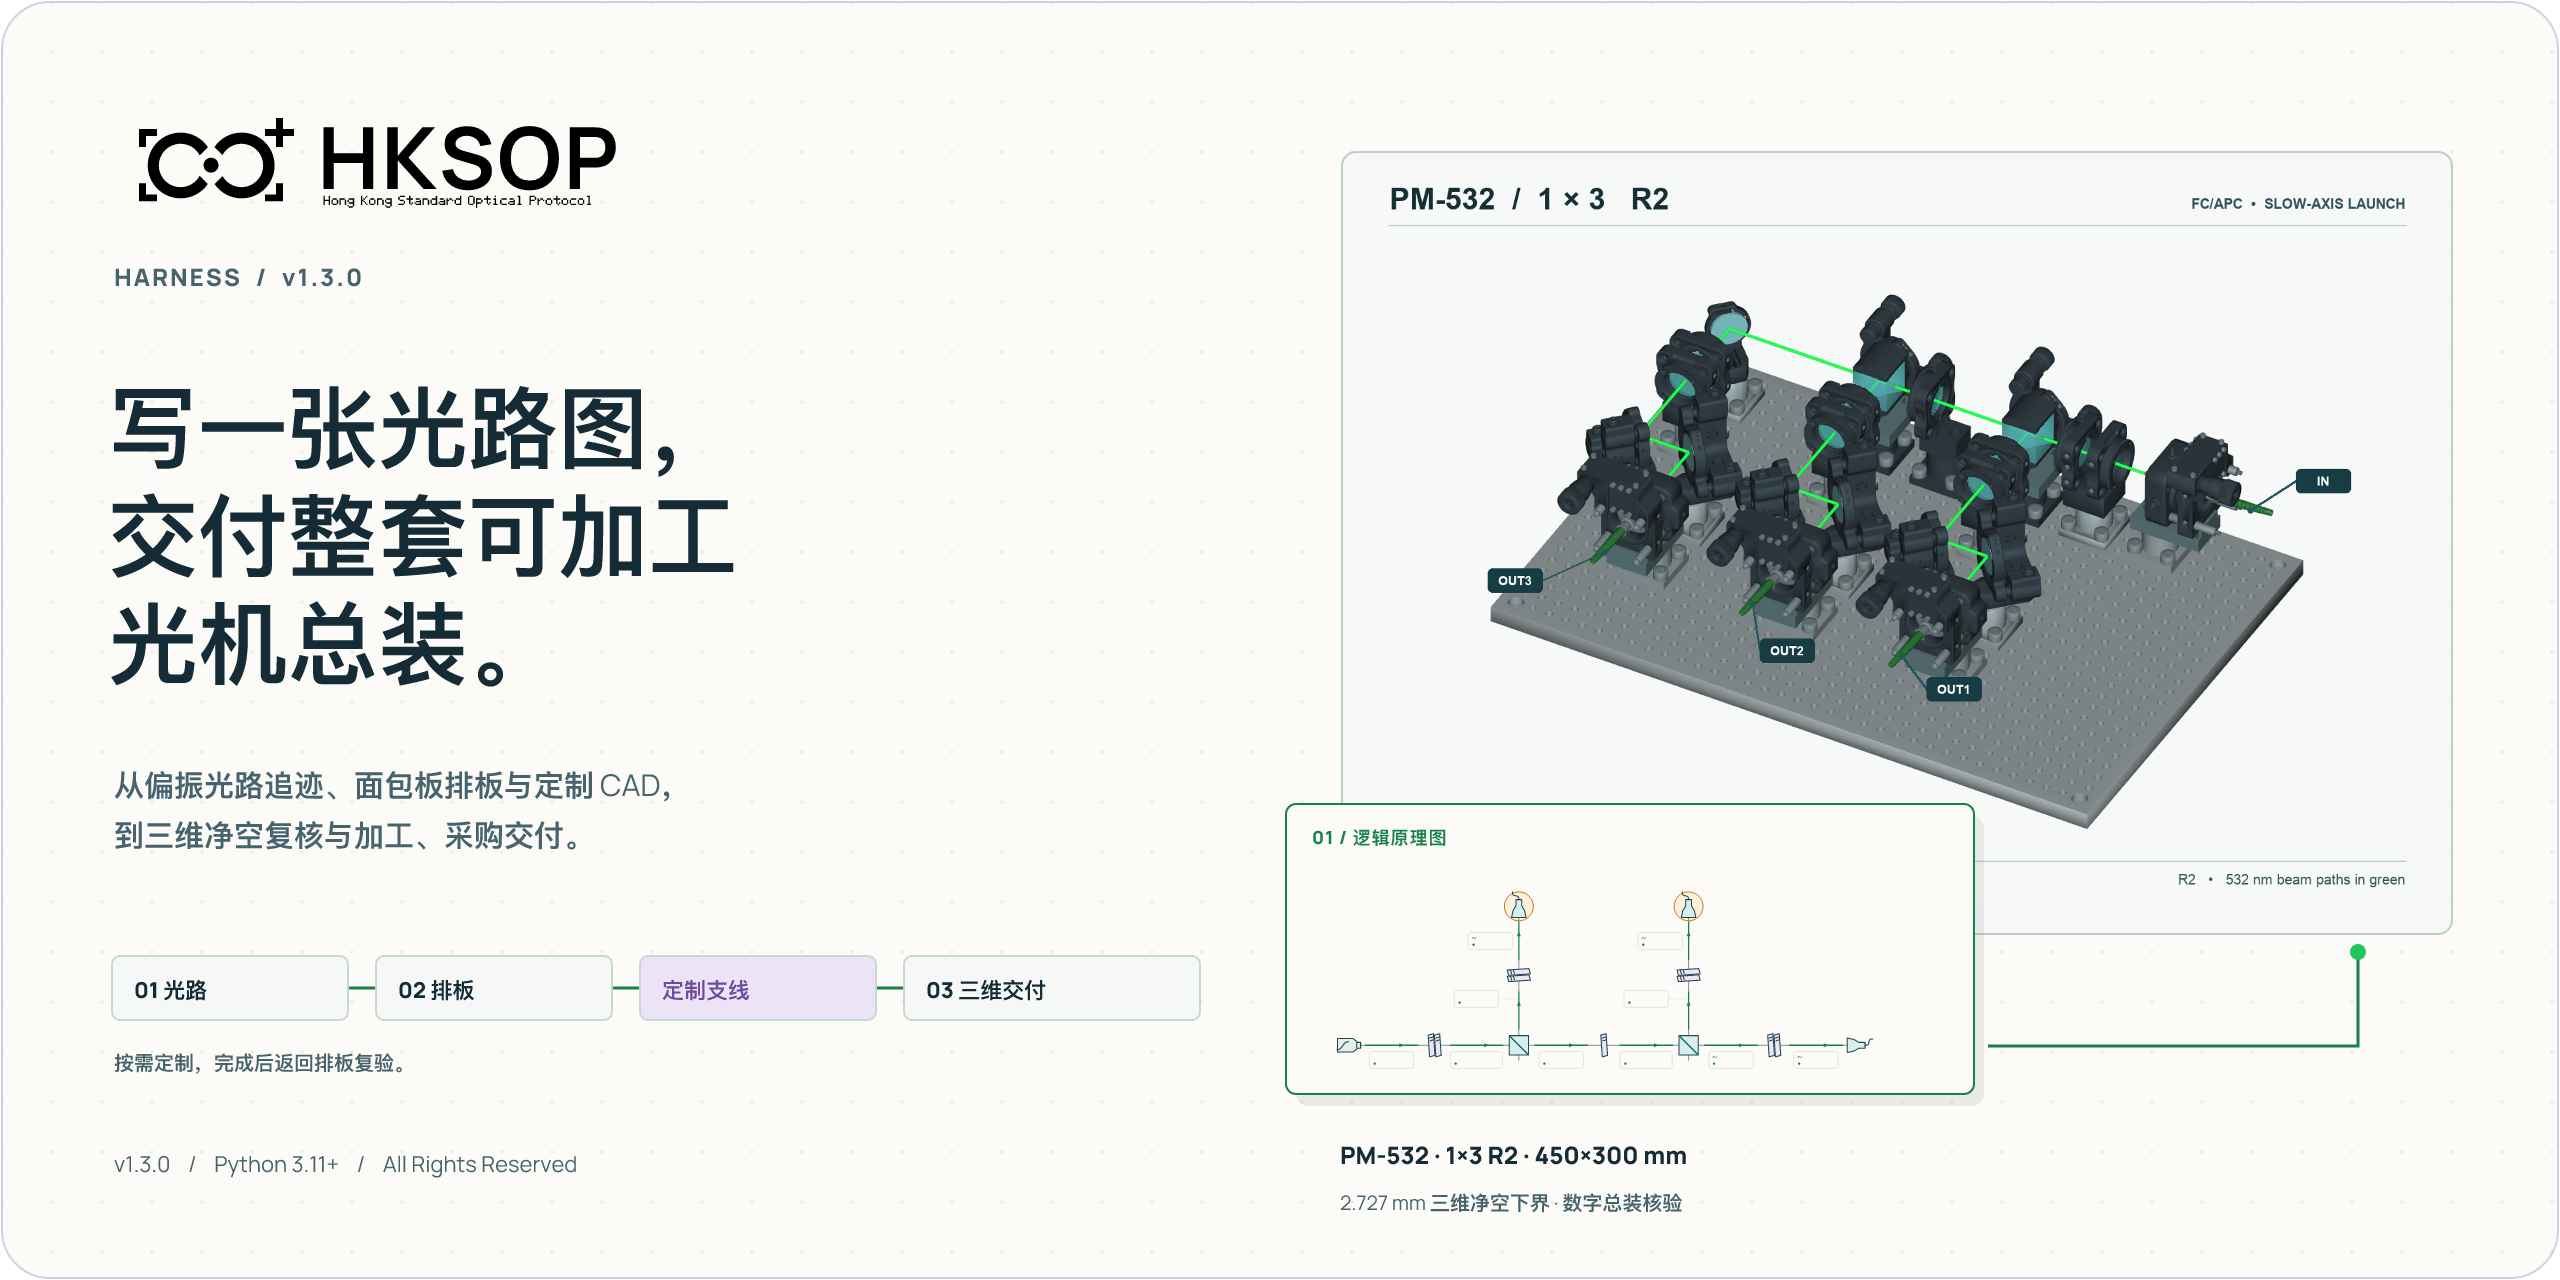 HKSOP
Hong Kong Standard Optical Protocol
HARNESS / v1.3.0
写一张光路图，
交付整套可加工
光机总装。
从偏振光路追迹、面包板排板与定制 CAD，
到三维净空复核与加工、采购交付。
01 光路
02 排板
定制支线
03 三维交付
按需定制，完成后返回排板复验。
v1.3.0 / Python 3.11+ / All Rights Reserved
PM-532 / 1 × 3 R2
FC/APC • SLOW-AXIS LAUNCH
IN
OUT3
OUT2
OUT1
R2 • 532 nm beam paths in green
01 / 逻辑原理图
PM-532 · 1×3 R2 · 450×300 mm
2.727 mm 三维净空下界 · 数字总装核验